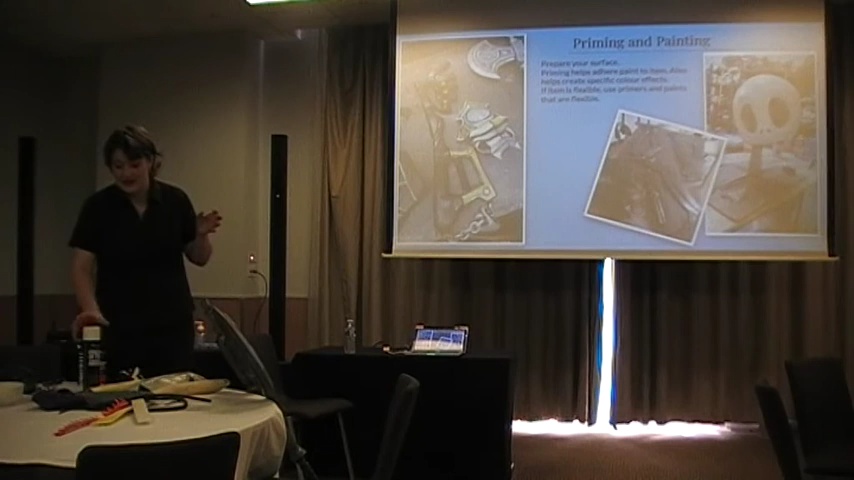 Priming and Painting
Prepare your surface.
Priming helps adhere paint to item. Also
helps create specific colour effects.
If item is flexible, use primers and paints
that are flexible.